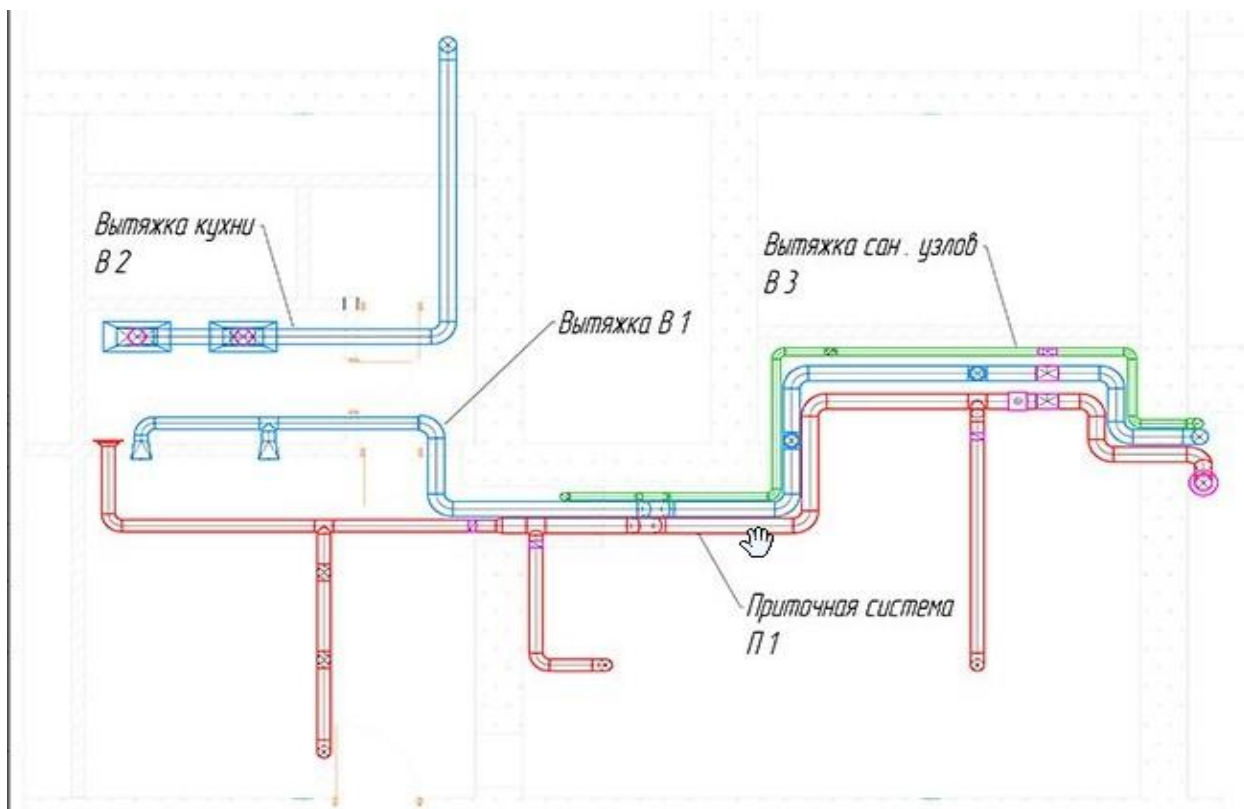 Вытяжка кухни
В 2
Вытяжка сан. узлов
В 3
Вытяжка В 1
Приточная система
П 1